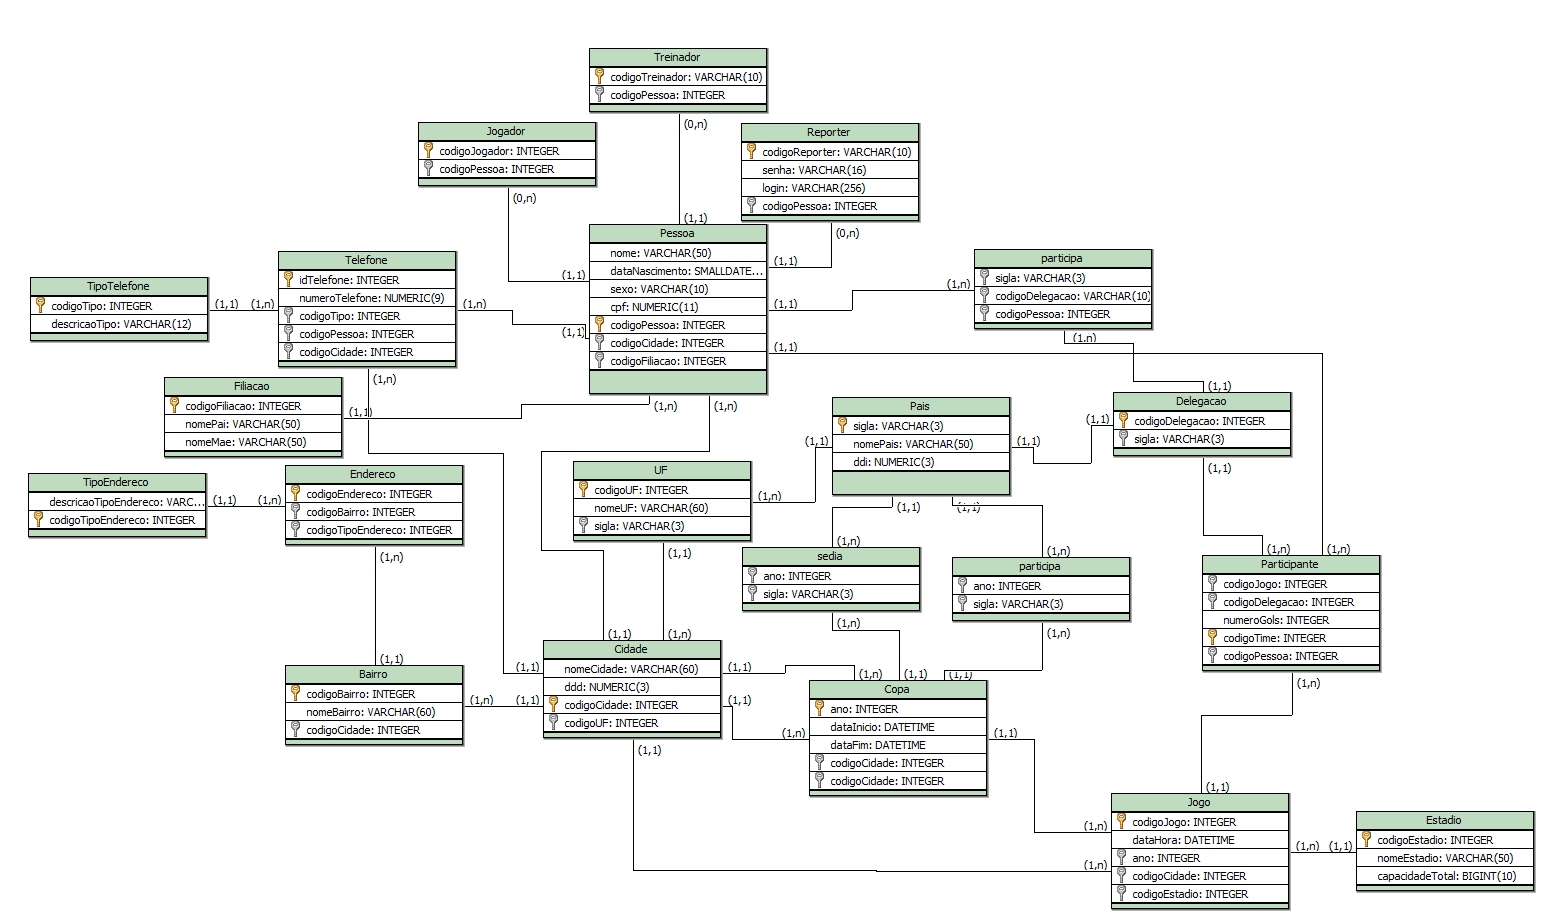 Treinador
codigoTreinador: VARCHAR(10)
codigoPessoa: INTEGER
(0,n)
Jogador
codigoJogador: INTEGER
codigoPessoa: INTEGER
(0,n)
Reporter
codigoReporter: VARCHAR(10)
senha: VARCHAR(16)
login: VARCHAR(256)
codigoPessoa: INTEGER
(0,n)
(1,1)
Pessoa
nome: VARCHAR(50)
dataNascimento: SMALLDATE...
sexo: VARCHAR(10)
cpf: NUMERIC(11)
codigoPessoa: INTEGER
codigoCidade: INTEGER
codigoFiliacao: INTEGER
(1,1)
(1,1)
(1,1)
(1,1)
(1,1)
(1,n)
(1,n)
participa
sigla: VARCHAR(3)
codigoDelegacao: VARCHAR(10)
codigoPessoa: INTEGER
(1,n)
(1,n)
Telefone
idTelefone: INTEGER
numeroTelefone: NUMERIC(9)
codigoTipo: INTEGER
codigoPessoa: INTEGER
codigoCidade: INTEGER
(1,n)
(1,n)
(1,n)
TipoTelefone
codigoTipo: INTEGER
descricaoTipo: VARCHAR(12)
(1,1)
Filiacao
codigoFiliacao: INTEGER
nomePai: VARCHAR(50)
nomeMae: VARCHAR(50)
(1,1)
Pais
sigla: VARCHAR(3)
nomePais: VARCHAR(50)
ddi: NUMERIC(3)
(1,1)
(1,1)
(1,1)
(1,1)
(1,1)
Delegacao
codigoDelegacao: INTEGER
sigla: VARCHAR(3)
(1,1)
(1,1)
TipoEndereco
descricaoTipoEndereco: VARC...
codigoTipoEndereco: INTEGER
(1,1)
(1,n)
Endereco
codigoEndereco: INTEGER
codigoBairro: INTEGER
codigoTipoEndereco: INTEGER
(1,n)
UF
codigoUF: INTEGER
nomeUF: VARCHAR(60)
sigla: VARCHAR(3)
(1,n)
(1,1)
(1,n)
sedia
ano: INTEGER
sigla: VARCHAR(3)
(1,n)
(1,n)
participa
ano: INTEGER
sigla: VARCHAR(3)
(1,n)
(1,n)
(1,n)
Participante
codigoJogo: INTEGER
codigoDelegacao: INTEGER
numeroGols: INTEGER
codigoTime: INTEGER
codigoPessoa: INTEGER
(1,n)
(1,1)
Bairro
codigoBairro: INTEGER
nomeBairro: VARCHAR(60)
codigoCidade: INTEGER
(1,n)
(1,1)
(1,n)
Cidade
nomeCidade: VARCHAR(60)
ddd: NUMERIC(3)
codigoCidade: INTEGER
codigoUF: INTEGER
(1,1)
(1,1)
(1,1)
(1,1)
(1,1)
(1,n)
(1,1)
(1,1)
Copa
ano: INTEGER
dataInicio: DATETIME
dataFim: DATETIME
codigoCidade: INTEGER
codigoCidade: INTEGER
(1,n)
(1,1)
(1,1)
Jogo
codigoJogo: INTEGER
dataHora: DATETIME
ano: INTEGER
codigoCidade: INTEGER
codigoEstadio: INTEGER
(1,n)
(1,n)
(1,n)
(1,1)
Estadio
codigoEstadio: INTEGER
nomeEstadio: VARCHAR(50)
capacidadeTotal: BIGINT(10)